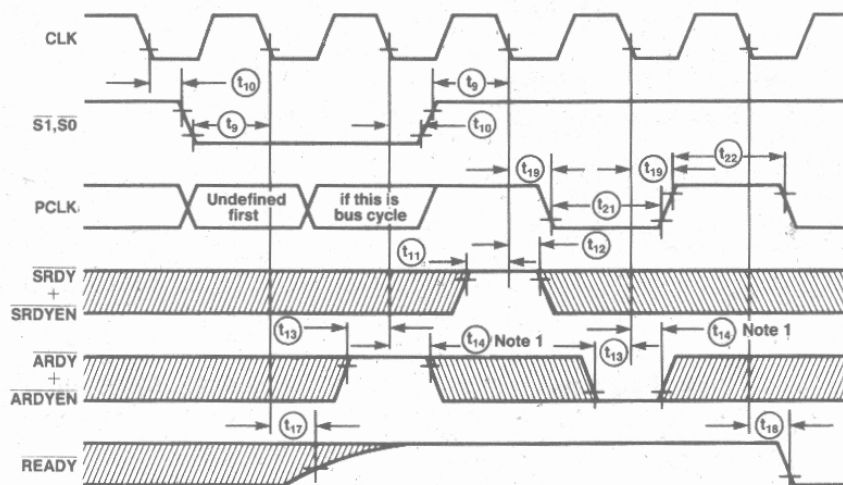 CLK
t10
t9
t9
S1,S0
t10
t19
t19
t22
PCLK
Undefined
first
if this is
bus cycle
t21
t11
t12
SRDY
+
SRDYEN
t13
t14 Note 1
t13
t14 Note 1
ARDY
+
ARDYEN
t17
t18
READY